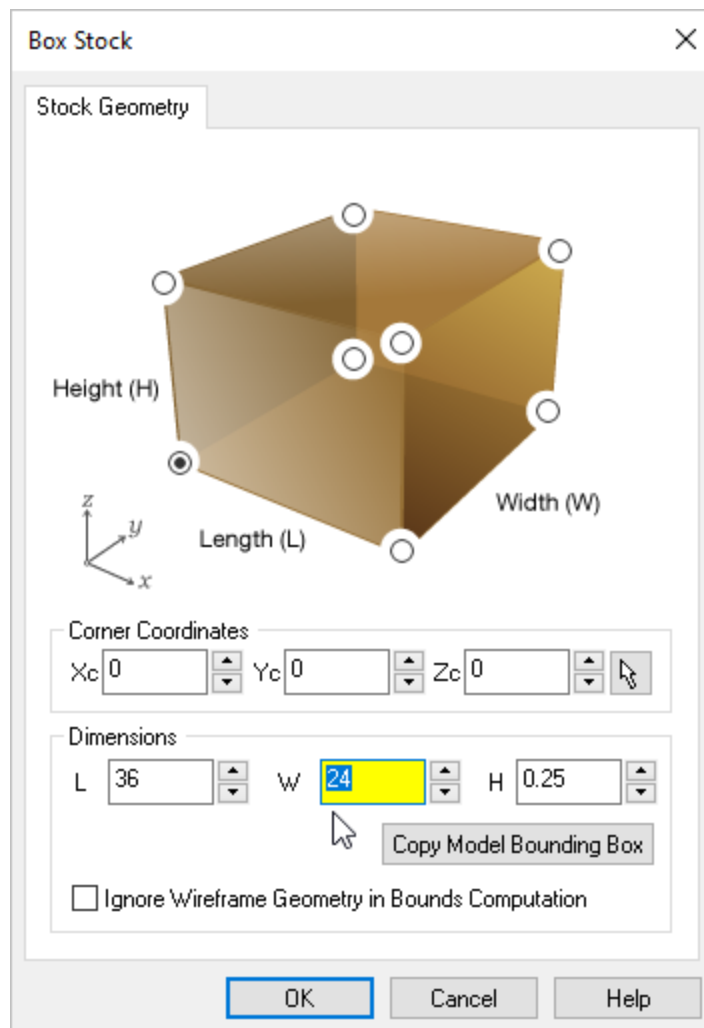 Box Stock
Stock Geometry
Height (H)
Width (W)
Length (L)
z
y
x
Corner Coordinates
Xc 0 Yc 0 Zc 0
Dimensions
L 36 W 24 H 0.25
Copy Model Bounding Box
Ignore Wireframe Geometry in Bounds Computation
OK Cancel Help